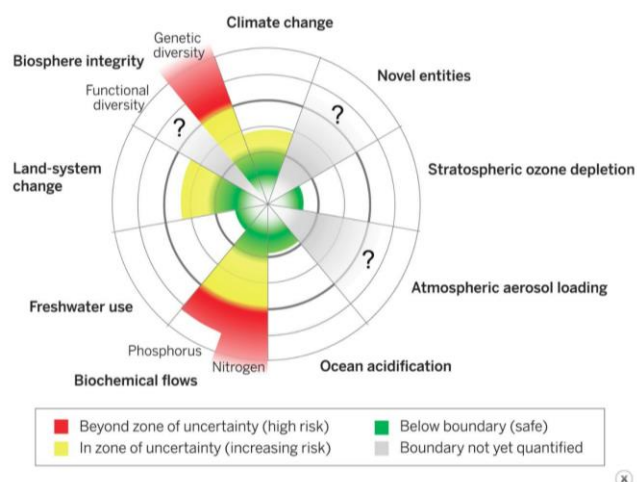 Climate change
Genetic
diversity
Biosphere integrity
Novel entities
Functional
diversity
?
?
Land-system
change
Stratospheric ozone depletion
?
Atmospheric aerosol loading
Freshwater use
Phosphorus
Nitrogen
Ocean acidification
Biochemical flows
Beyond zone of uncertainty (high risk)
Below boundary (safe)
In zone of uncertainty (increasing risk)
Boundary not yet quantified
x